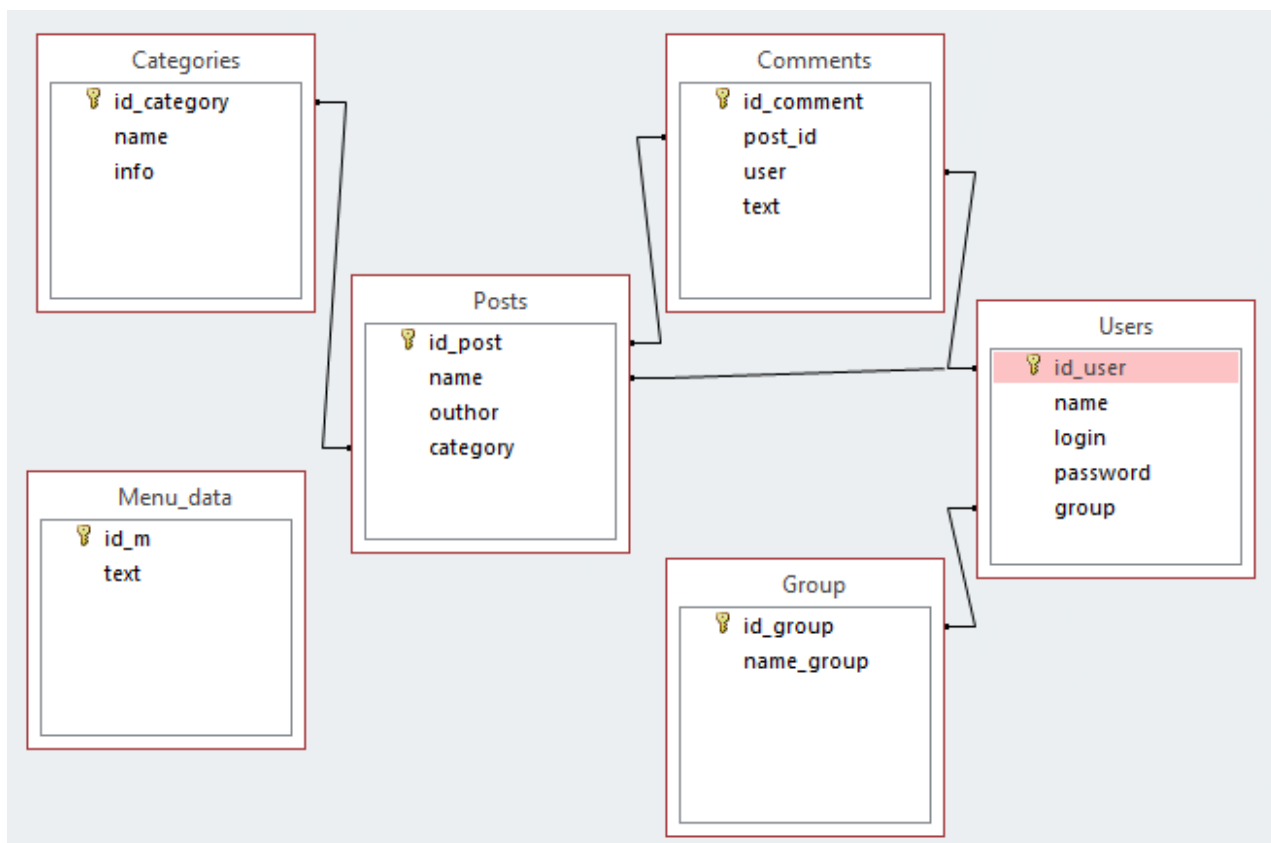 Categories
id_category
name
info
Comments
id_comment
post_id
user
text
Posts
id_post
name
outhor
category
Users
id_user
name
login
password
group
Menu_data
id_m
text
Group
id_group
name_group